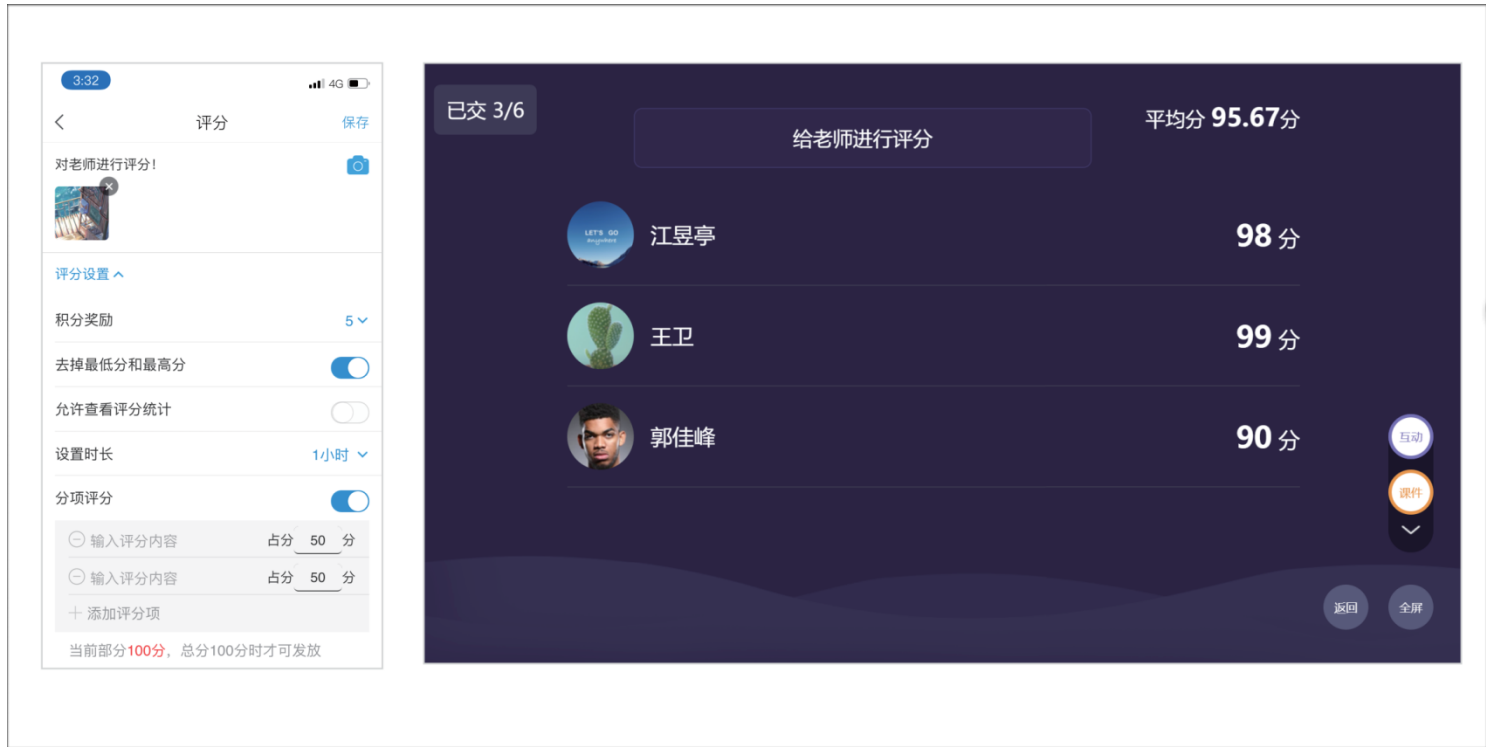 3:32
4G
评分
保存
对老师进行评分!
评分设置
积分奖励
5
去掉最低分和最高分
允许查看评分统计
设置时长
1小时
分项评分
输入评分内容 占分 50 分
输入评分内容 占分 50 分
添加评分项
当前部分100分，总分100分时才可发放
已交 3/6
给老师进行评分
平均分 95.67分
LET'S GO
anywhere
江昱亭
98 分
王卫
99 分
郭佳峰
90 分
互动
课件
返回
全屏